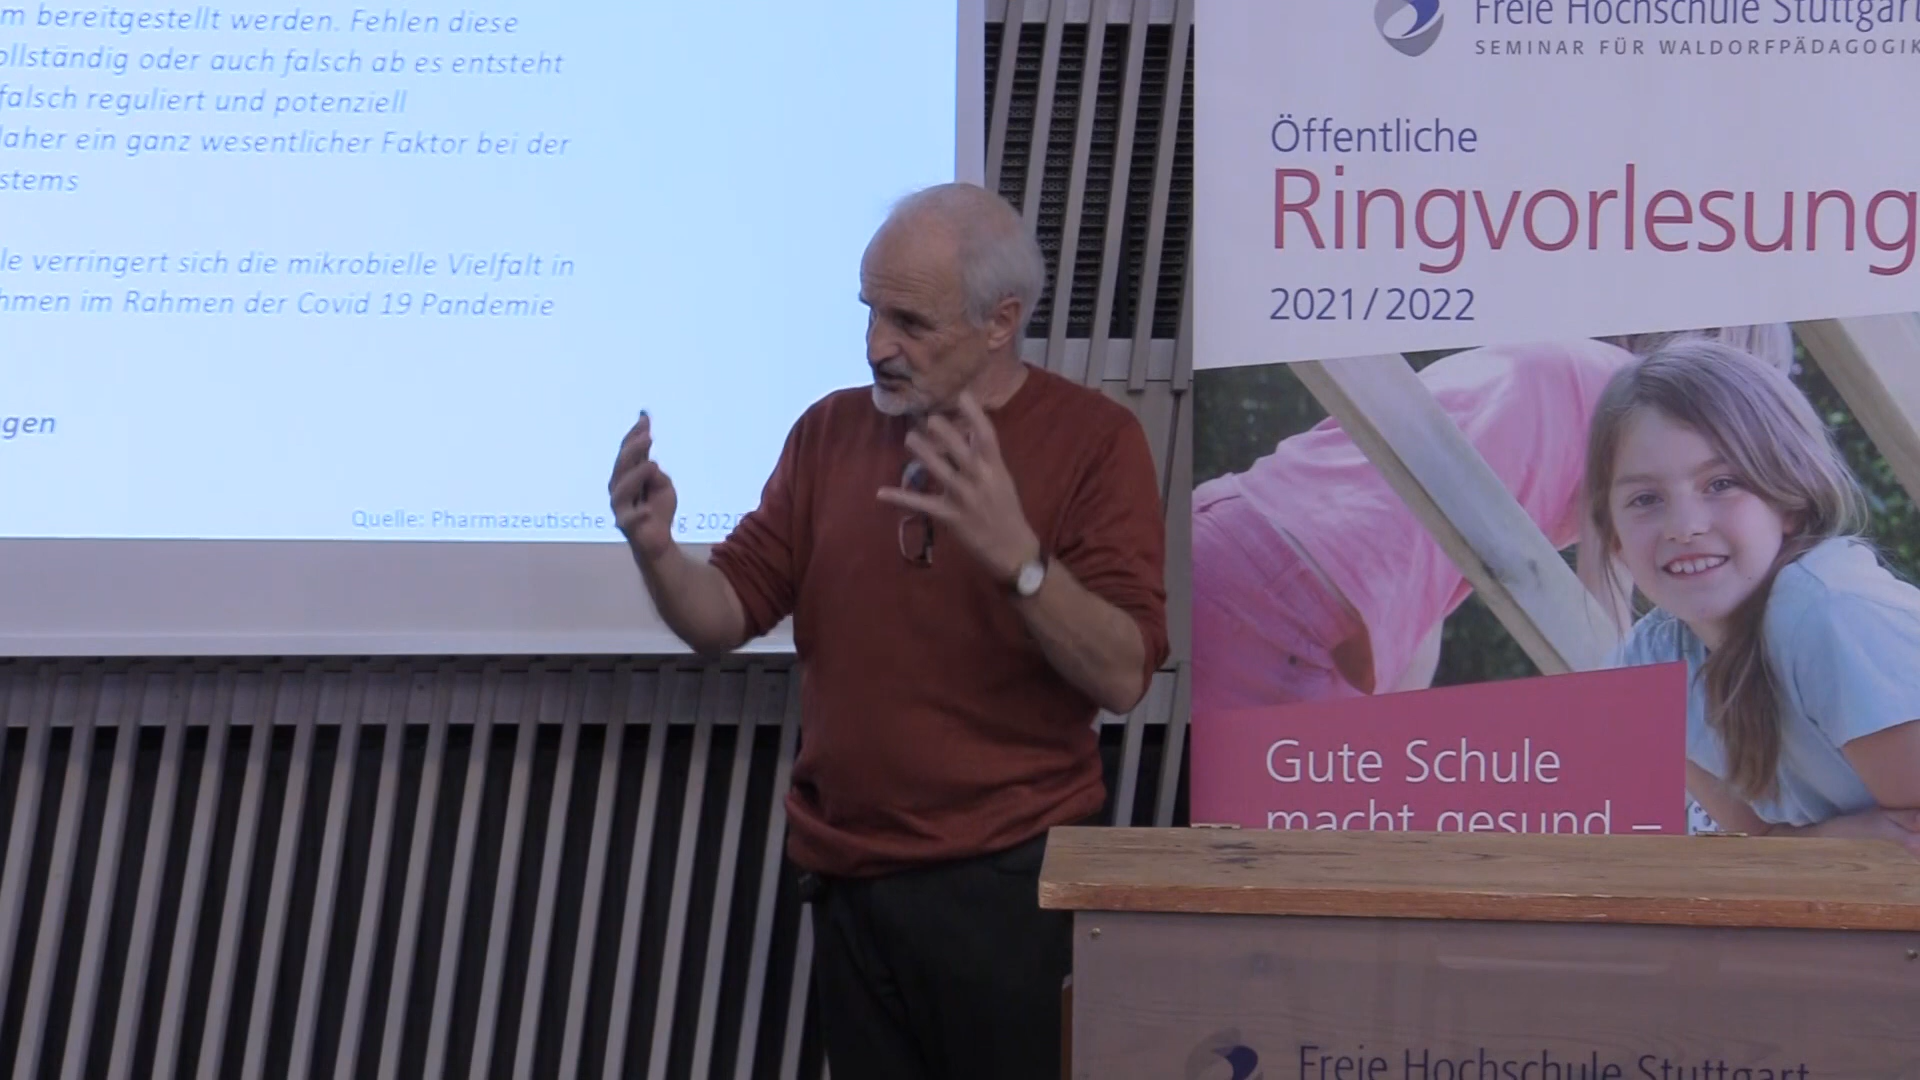 m bereitgestellt werden. Fehlen diese
ollständig oder auch falsch ab es entsteht
falsch reguliert und potenziell
daher ein ganz wesentlicher Faktor bei der
stems
le verringert sich die mikrobielle Vielfalt in
hmen im Rahmen der Covid 19 Pandemie
gen
Quelle: Pharmazeutische g 202
Freie Hochschule Stuttgart
SEMINAR FÜR WALDORFPÄDAGOGIK
Öffentliche
Ringvorlesung
2021/2022
Gute Schule
macht gesund –
Freie Hochschule Stuttgart